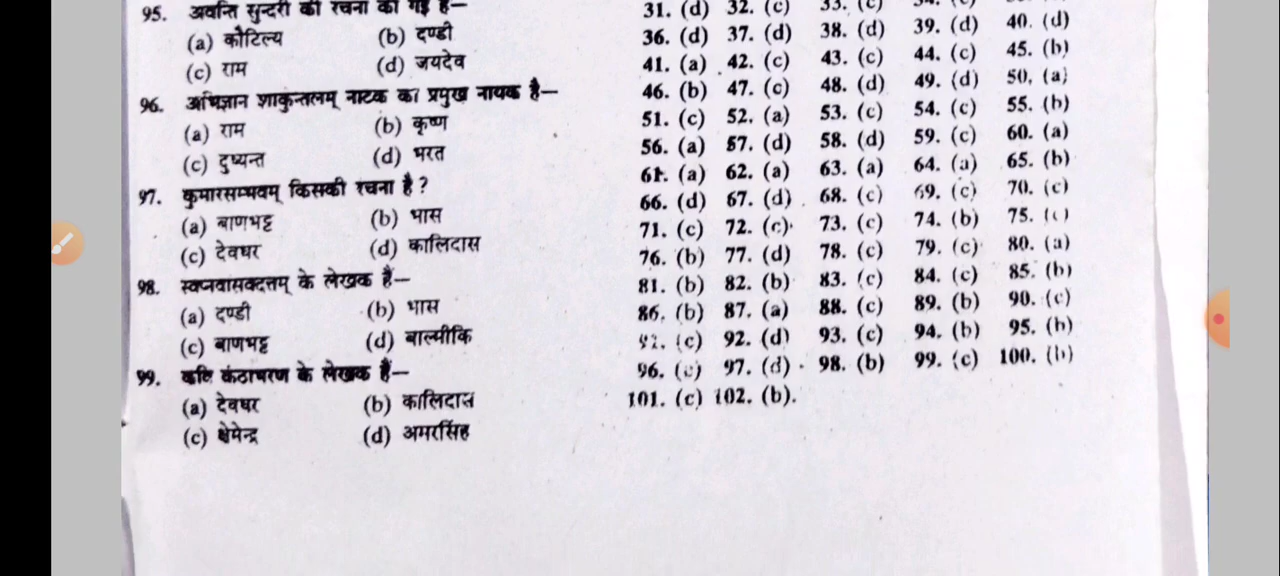 95. अवन्ति सुन्दरी की रचना की गई है—
(a) कौटिल्य (b) दण्डी
(c) राम (d) जयदेव
96. अभिज्ञान शाकुन्तलम् नाटक का प्रमुख नायक है—
(a) राम (b) कृष्ण
(c) दुष्यन्त (d) भरत
97. कुमारसम्भवम् किसकी रचना है ?
(a) बाणभट्ट (b) भास
(c) देवधर (d) कालिदास
98. स्वप्नवासवदत्तम् के लेखक हैं—
(a) दण्डी (b) भास
(c) बाणभट्ट (d) बाल्मीकि
99. कवि कंठाभरण के लेखक हैं—
(a) देवधर (b) कालिदास
(c) क्षेमेन्द्र (d) अमरसिंह
31. (d) 32. (c) 33. (c)
36. (d) 37. (d) 38. (d) 39. (d) 40. (d)
41. (a) 42. (c) 43. (c) 44. (c) 45. (b)
46. (b) 47. (c) 48. (d) 49. (d) 50, (a)
51. (c) 52. (a) 53. (c) 54. (c) 55. (b)
56. (a) 57. (d) 58. (d) 59. (c) 60. (a)
61. (a) 62. (a) 63. (a) 64. (a) 65. (b)
66. (d) 67. (d) 68. (c) 69. (c) 70. (c)
71. (c) 72. (c) 73. (c) 74. (b) 75. (c)
76. (b) 77. (d) 78. (c) 79. (c) 80. (a)
81. (b) 82. (b) 83. (c) 84. (c) 85. (b)
86. (b) 87. (a) 88. (c) 89. (b) 90. (c)
(c) 92. (d) 93. (c) 94. (b) 95. (b)
96. (c) 97. (d) 98. (b) 99. (c) 100. (b)
101. (c) 102. (b).